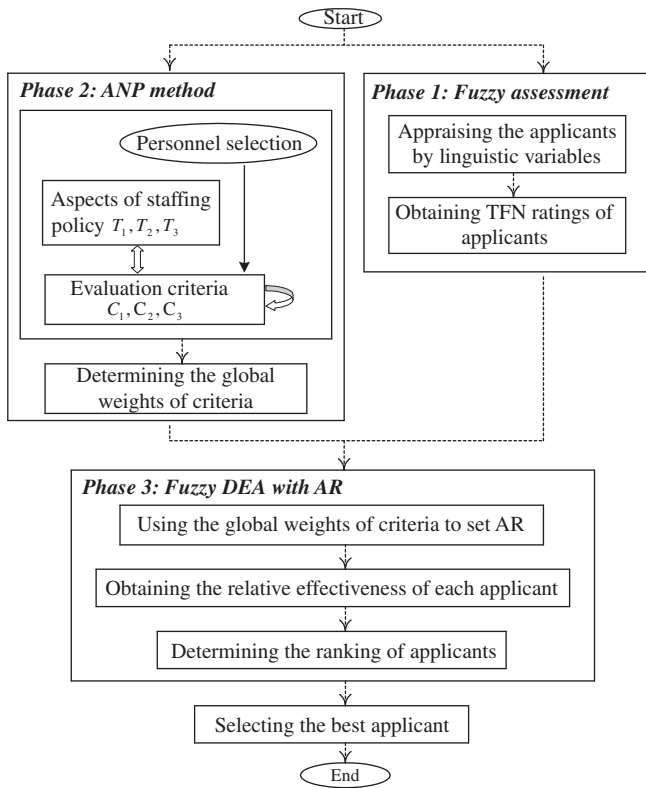 Start
Phase 2: ANP method
Personnel selection
Aspects of staffing
policy T₁, T₂, T₃
Evaluation criteria
C₁, C₂, C₃
Determining the global
weights of criteria
Phase 1: Fuzzy assessment
Appraising the applicants
by linguistic variables
Obtaining TFN ratings of
applicants
Phase 3: Fuzzy DEA with AR
Using the global weights of criteria to set AR
Obtaining the relative effectiveness of each applicant
Determining the ranking of applicants
Selecting the best applicant
End